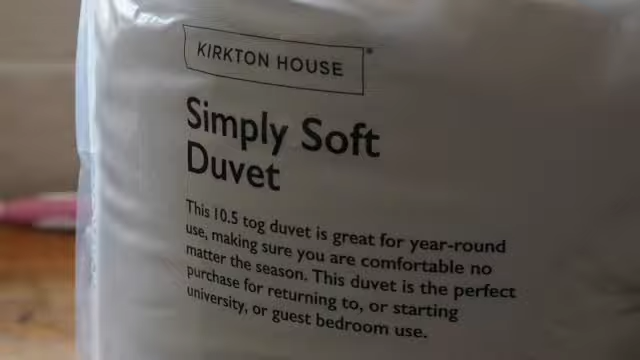 KIRKTON HOUSE®
Simply Soft
Duvet
This 10.5 tog duvet is great for year-round
use, making sure you are comfortable no
matter the season. This duvet is the perfect
purchase for returning to, or starting
university, or guest bedroom use.